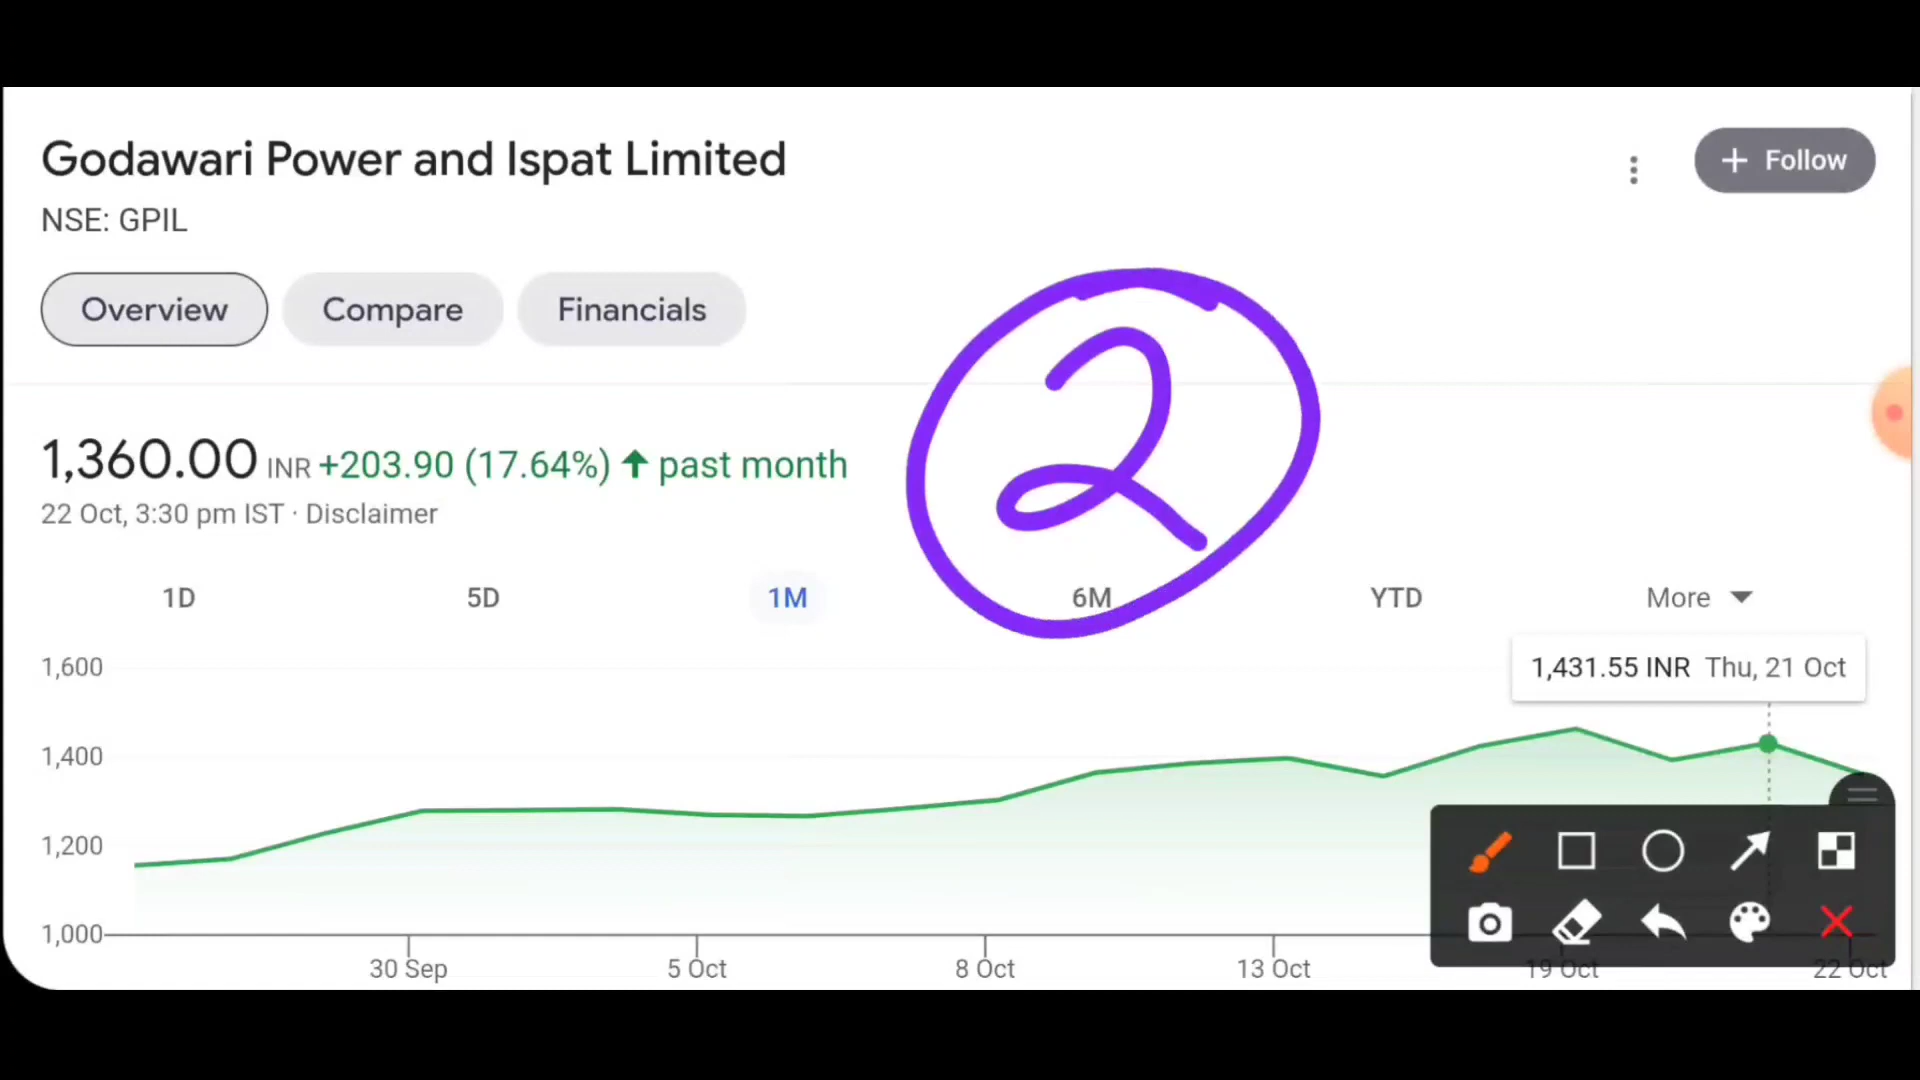 Godawari Power and Ispat Limited
+ Follow
NSE: GPIL
Overview Compare Financials
2
1,360.00 INR +203.90 (17.64%) ↑ past month
22 Oct, 3:30 pm IST · Disclaimer
1D 5D 1M 6M YTD More
1,431.55 INR Thu, 21 Oct
1,600
1,400
1,200
1,000
30 Sep 5 Oct 8 Oct 13 Oct 19 Oct 22 Oct